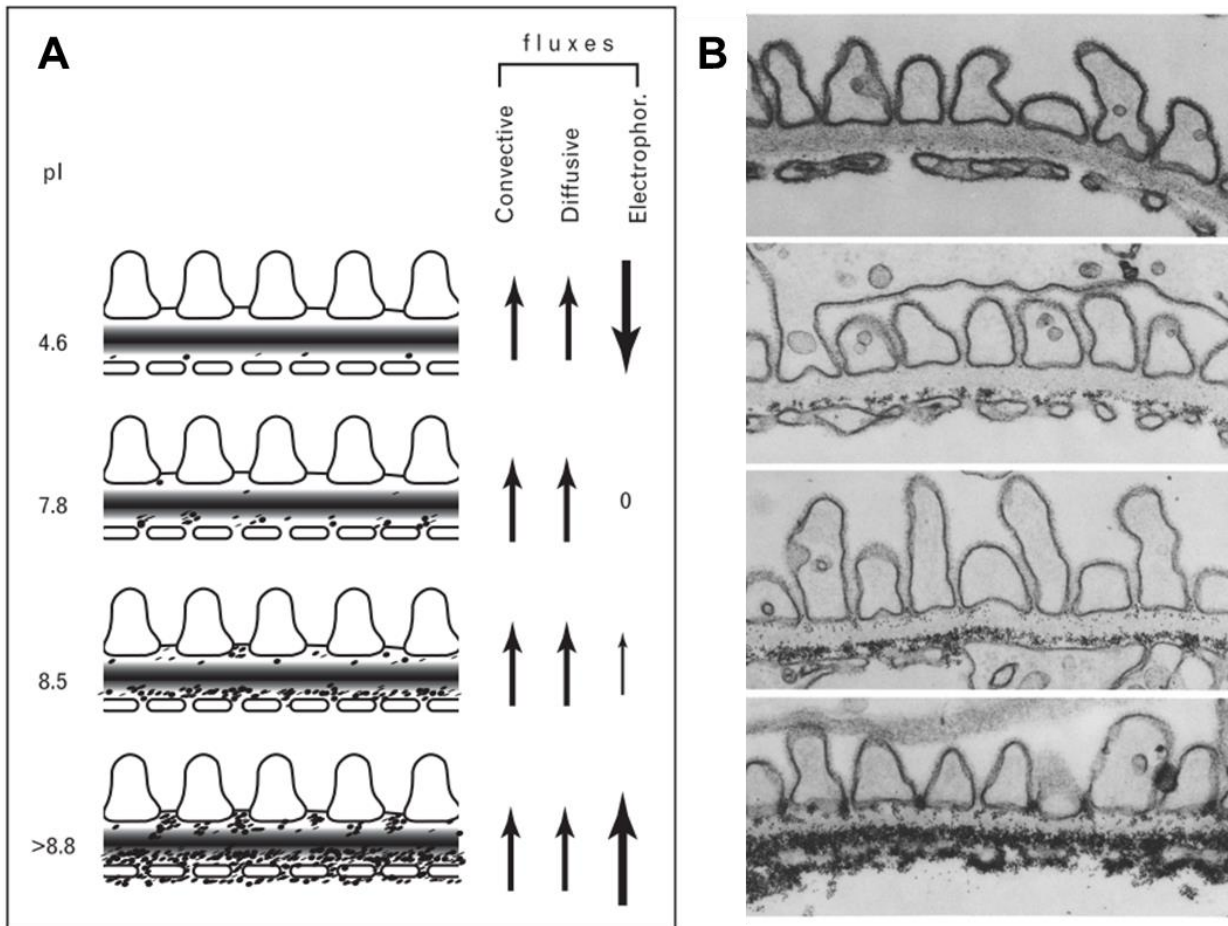 A
fluxes
B
Convective
Diffusive
Electrophor.
pI
4.6
7.8
0
8.5
>8.8